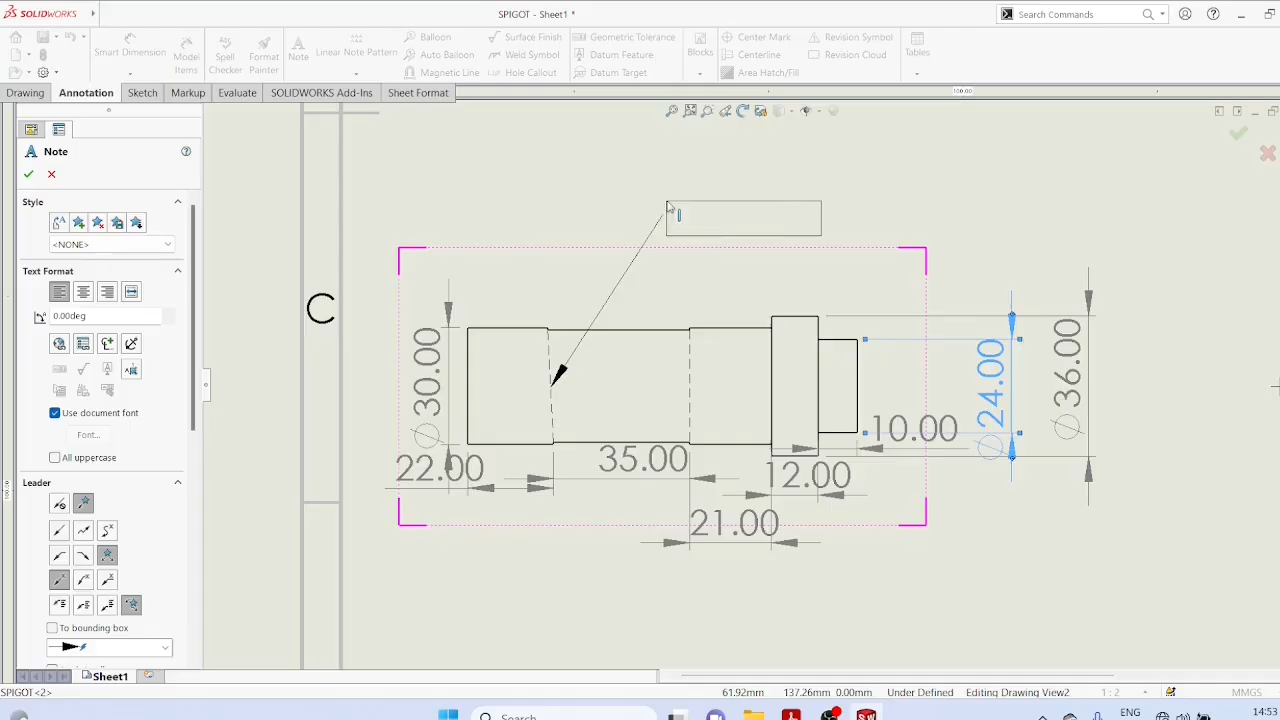 SOLIDWORKS
SPIGOT - Sheet1 *
Search Commands
Smart Dimension
Model Items
Spell Checker
Format Painter
Note
Linear Note Pattern
Balloon
Auto Balloon
Magnetic Line
Surface Finish
Weld Symbol
Hole Callout
Geometric Tolerance
Datum Feature
Datum Target
Blocks
Center Mark
Centerline
Area Hatch/Fill
Revision Symbol
Revision Cloud
Tables
Drawing
Annotation
Sketch
Markup
Evaluate
SOLIDWORKS Add-Ins
Sheet Format
100.00
Note
Style
<NONE>
Text Format
0.00deg
Use document font
Font...
All uppercase
Leader
To bounding box
100.00
C
∅ 30.00
22.00
35.00
21.00
12.00
10.00
∅ 24.00
∅ 36.00
Sheet1
SPIGOT<2>
61.92mm
137.26mm
0.00mm
Under Defined
Editing Drawing View2
1 : 2
MMGS
Search
ENG
14:53